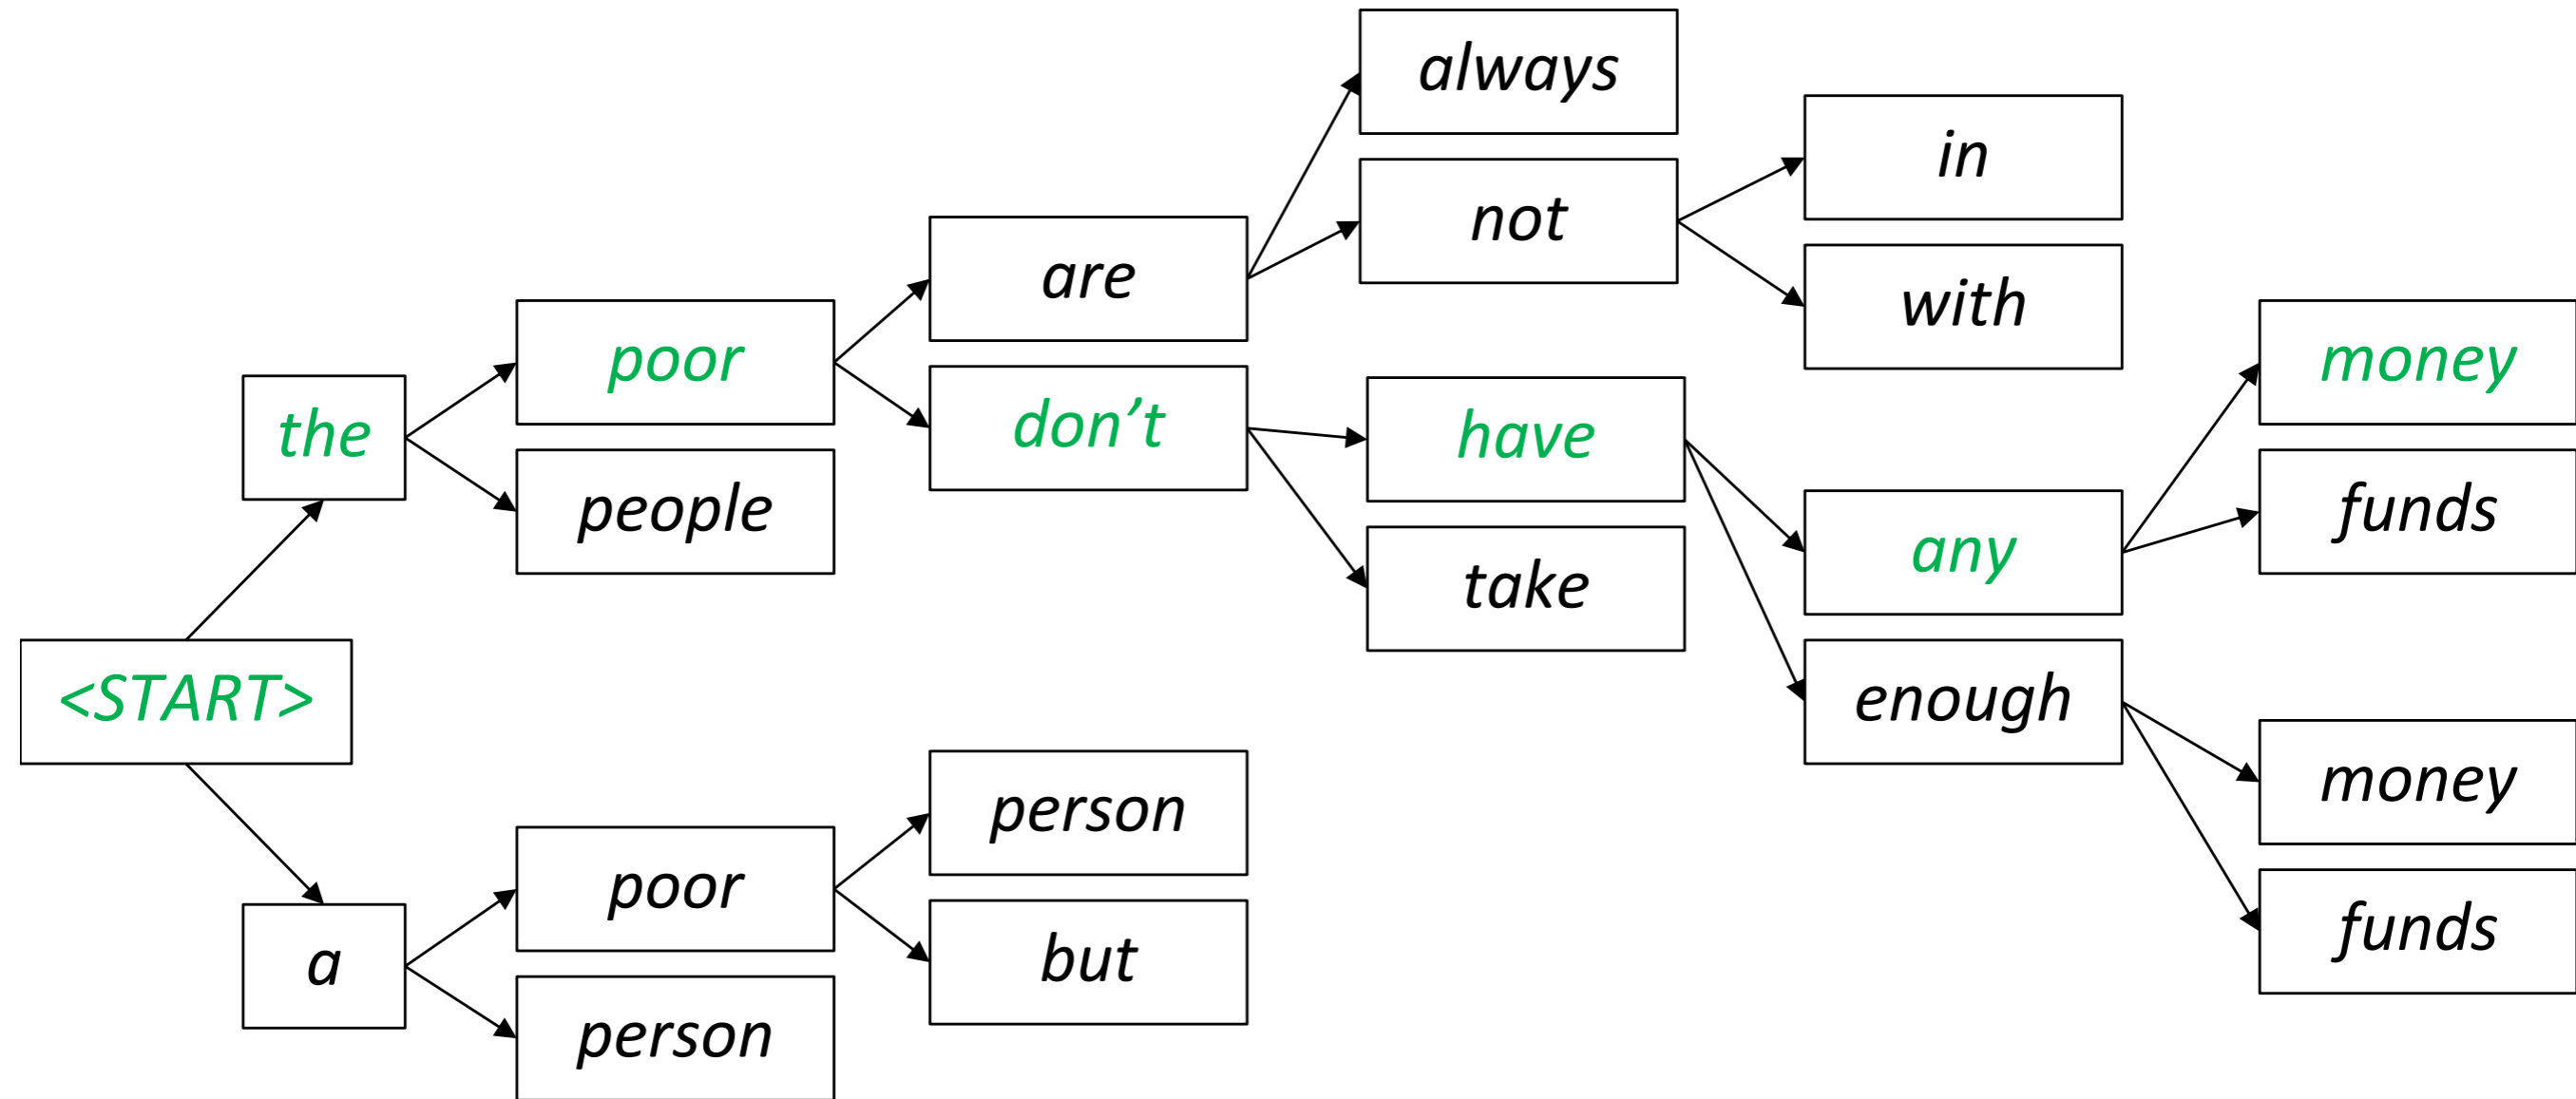 always
in
not
are
with
poor
money
the
don’t
have
people
funds
any
take
<START>
enough
person
money
poor
but
funds
a
person